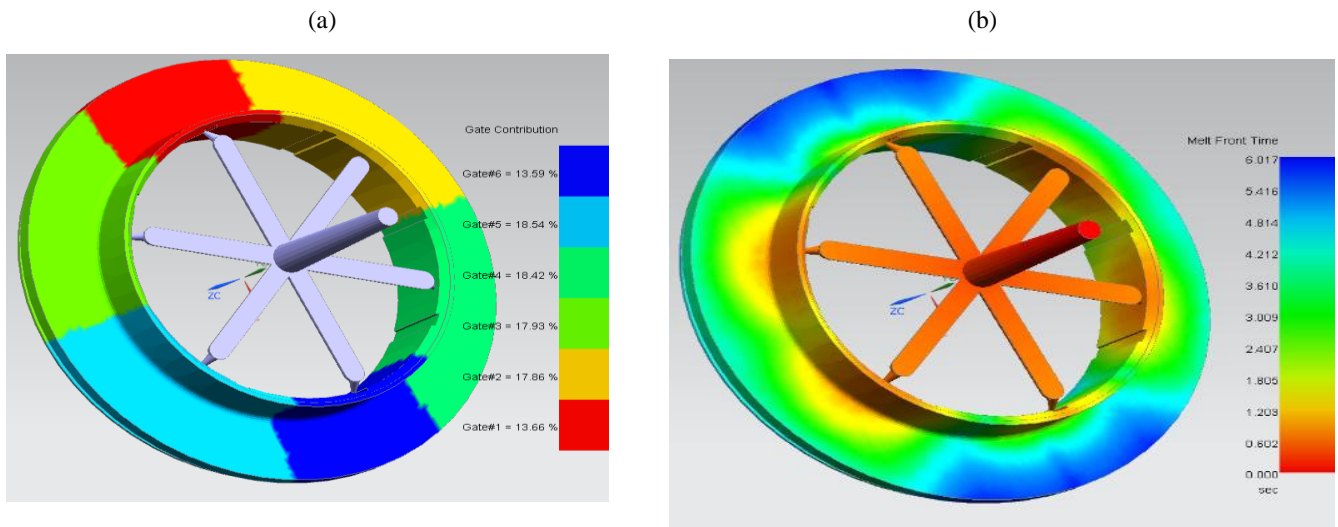 (a)
(b)
Gate Contribution
Gate#6 = 13.59 %
Gate#5 = 18.54 %
Gate#4 = 18.42 %
Gate#3 = 17.93 %
Gate#2 = 17.86 %
Gate#1 = 13.66 %
ZC
Melt Front Time
6.017
5.416
4.814
4.212
3.610
3.009
2.407
1.805
1.203
0.602
0.000
sec
ZC